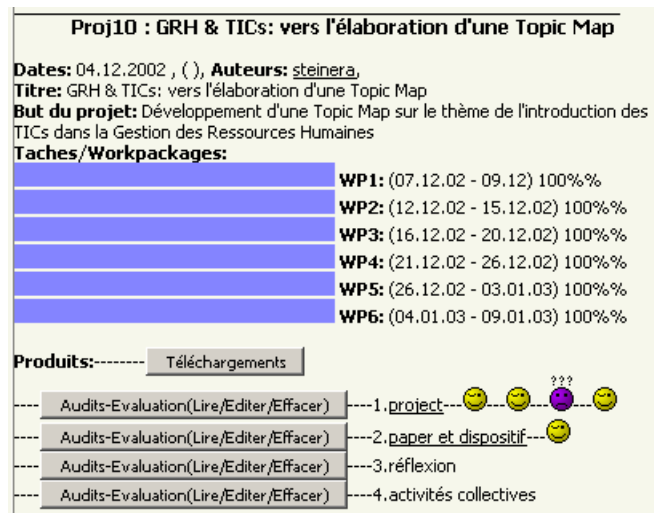 Proj10 : GRH & TICs: vers l'élaboration d'une Topic Map
Dates: 04.12.2002 , ( ), Auteurs: steinera,
Titre: GRH & TICs: vers l'élaboration d'une Topic Map
But du projet: Développement d'une Topic Map sur le thème de l'introduction des
TICs dans la Gestion des Ressources Humaines
Taches/Workpackages:
WP1: (07.12.02 - 09.12) 100%%
WP2: (12.12.02 - 15.12.02) 100%%
WP3: (16.12.02 - 20.12.02) 100%%
WP4: (21.12.02 - 26.12.02) 100%%
WP5: (26.12.02 - 03.01.03) 100%%
WP6: (04.01.03 - 09.01.03) 100%%
Produits:-------- Téléchargements
???
---- Audits-Evaluation(Lire/Editer/Effacer) ----1.project---
---- Audits-Evaluation(Lire/Editer/Effacer) ----2.paper et dispositif---
---- Audits-Evaluation(Lire/Editer/Effacer) ----3.réflexion
---- Audits-Evaluation(Lire/Editer/Effacer) ----4.activités collectives